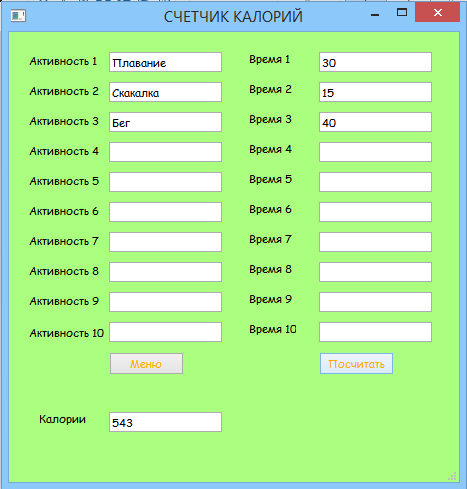 СЧЕТЧИК КАЛОРИЙ
Активность 1 Плавание Время 1 30
Активность 2 Скакалка Время 2 15
Активность 3 Бег Время 3 40
Активность 4 Время 4
Активность 5 Время 5
Активность 6 Время 6
Активность 7 Время 7
Активность 8 Время 8
Активность 9 Время 9
Активность 10 Время 10
Меню Посчитать
Калории 543